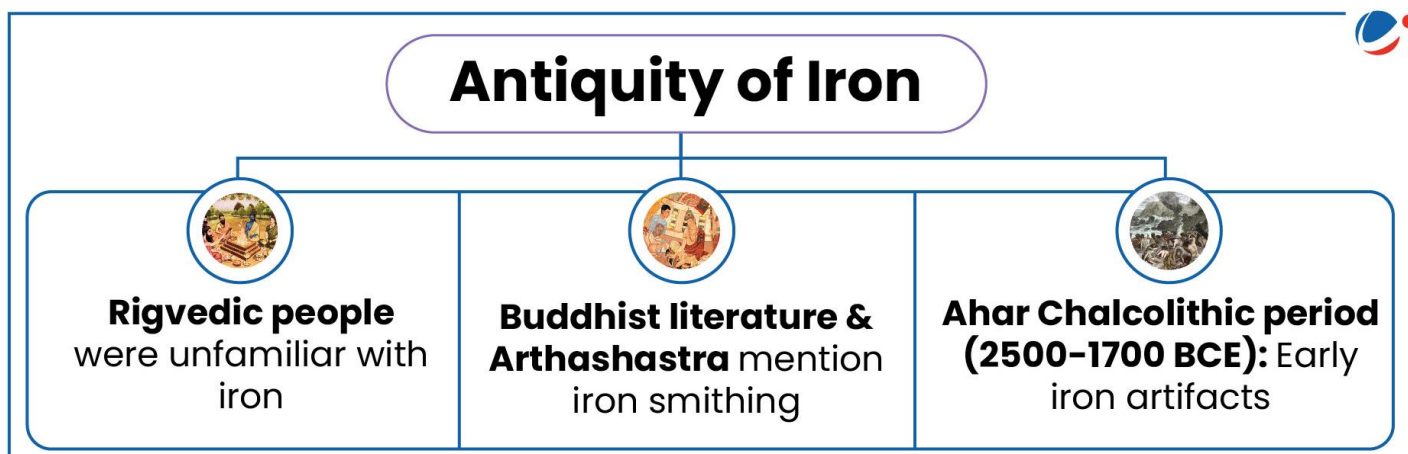 Antiquity of Iron
Rigvedic people
were unfamiliar with
iron
Buddhist literature &
Arthashastra mention
iron smithing
Ahar Chalcolithic period
(2500-1700 BCE): Early
iron artifacts